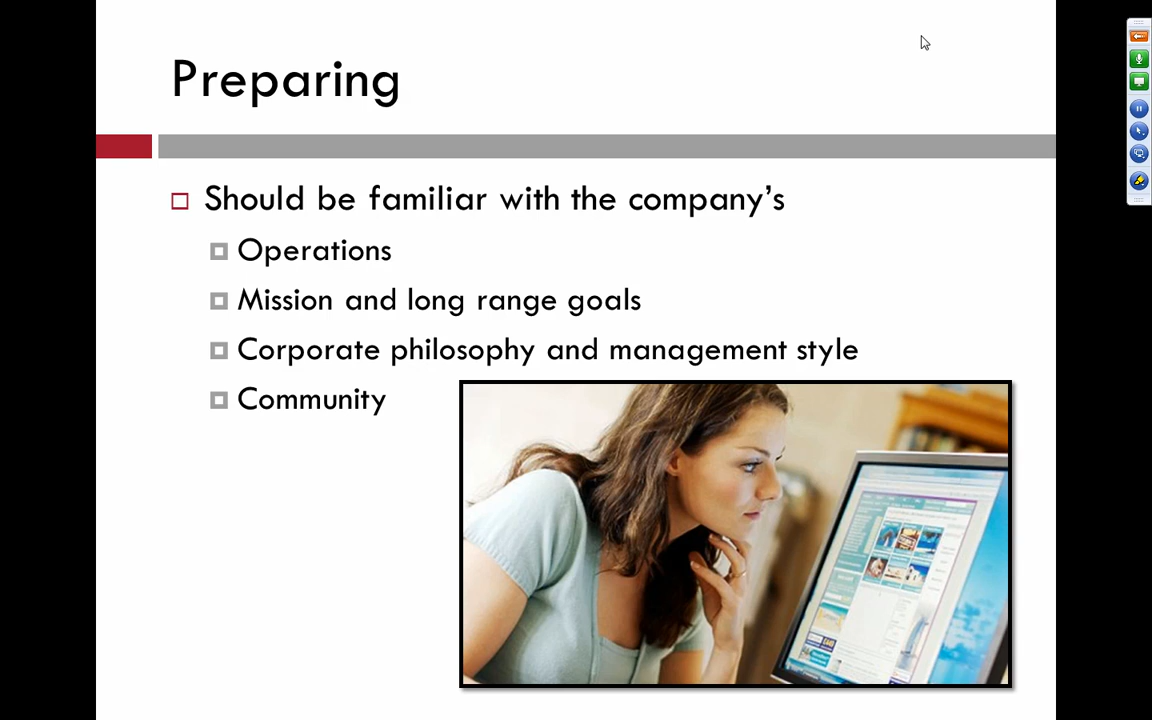 Preparing
Should be familiar with the company's
Operations
Mission and long range goals
Corporate philosophy and management style
Community